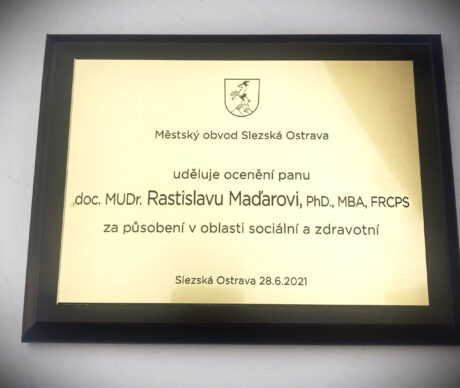 Městský obvod Slezská Ostrava
uděluje ocenění panu
doc. MUDr. Rastislavu Maďarovi, PhD., MBA, FRCPS
za působení v oblasti sociální a zdravotní
Slezská Ostrava 28.6.2021